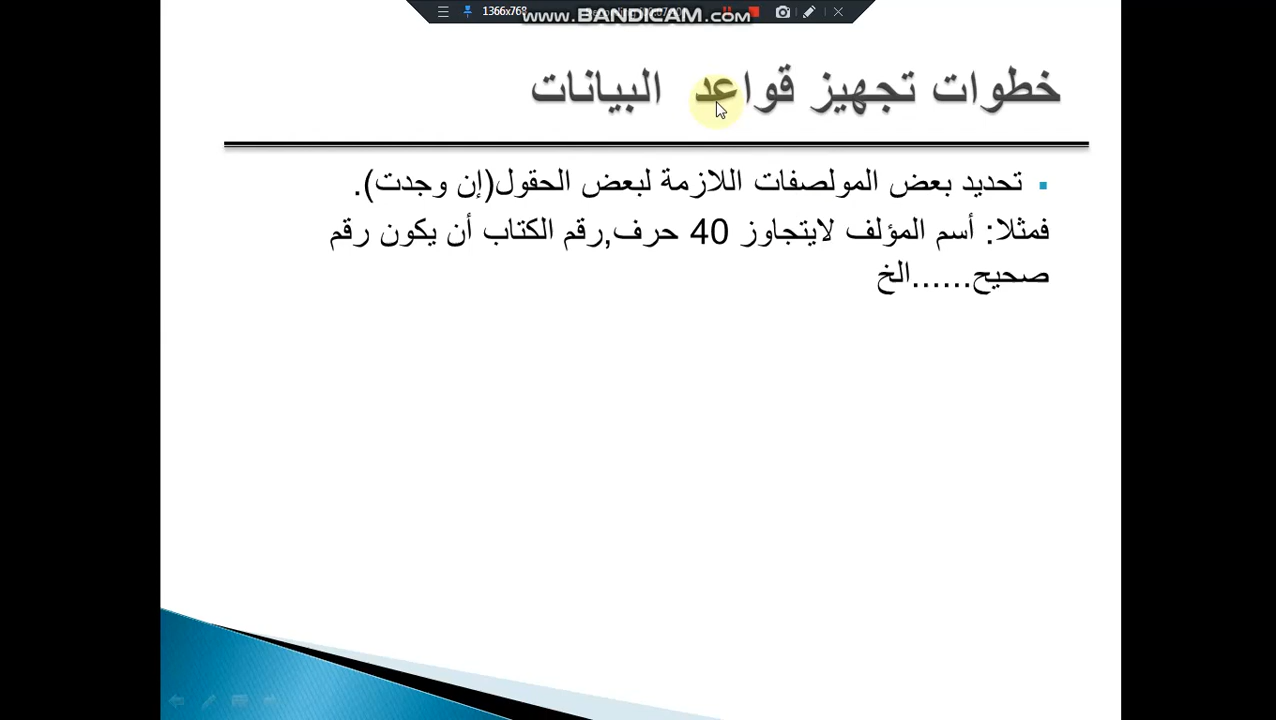 1366x768
www.BANDICAM.com
خطوات تجهيز قواعد البيانات
تحديد بعض المولصفات اللازمة لبعض الحقول(إن وجدت).
فمثلا: أسم المؤلف لايتجاوز 40 حرف,رقم الكتاب أن يكون رقم
صحيح......الخ